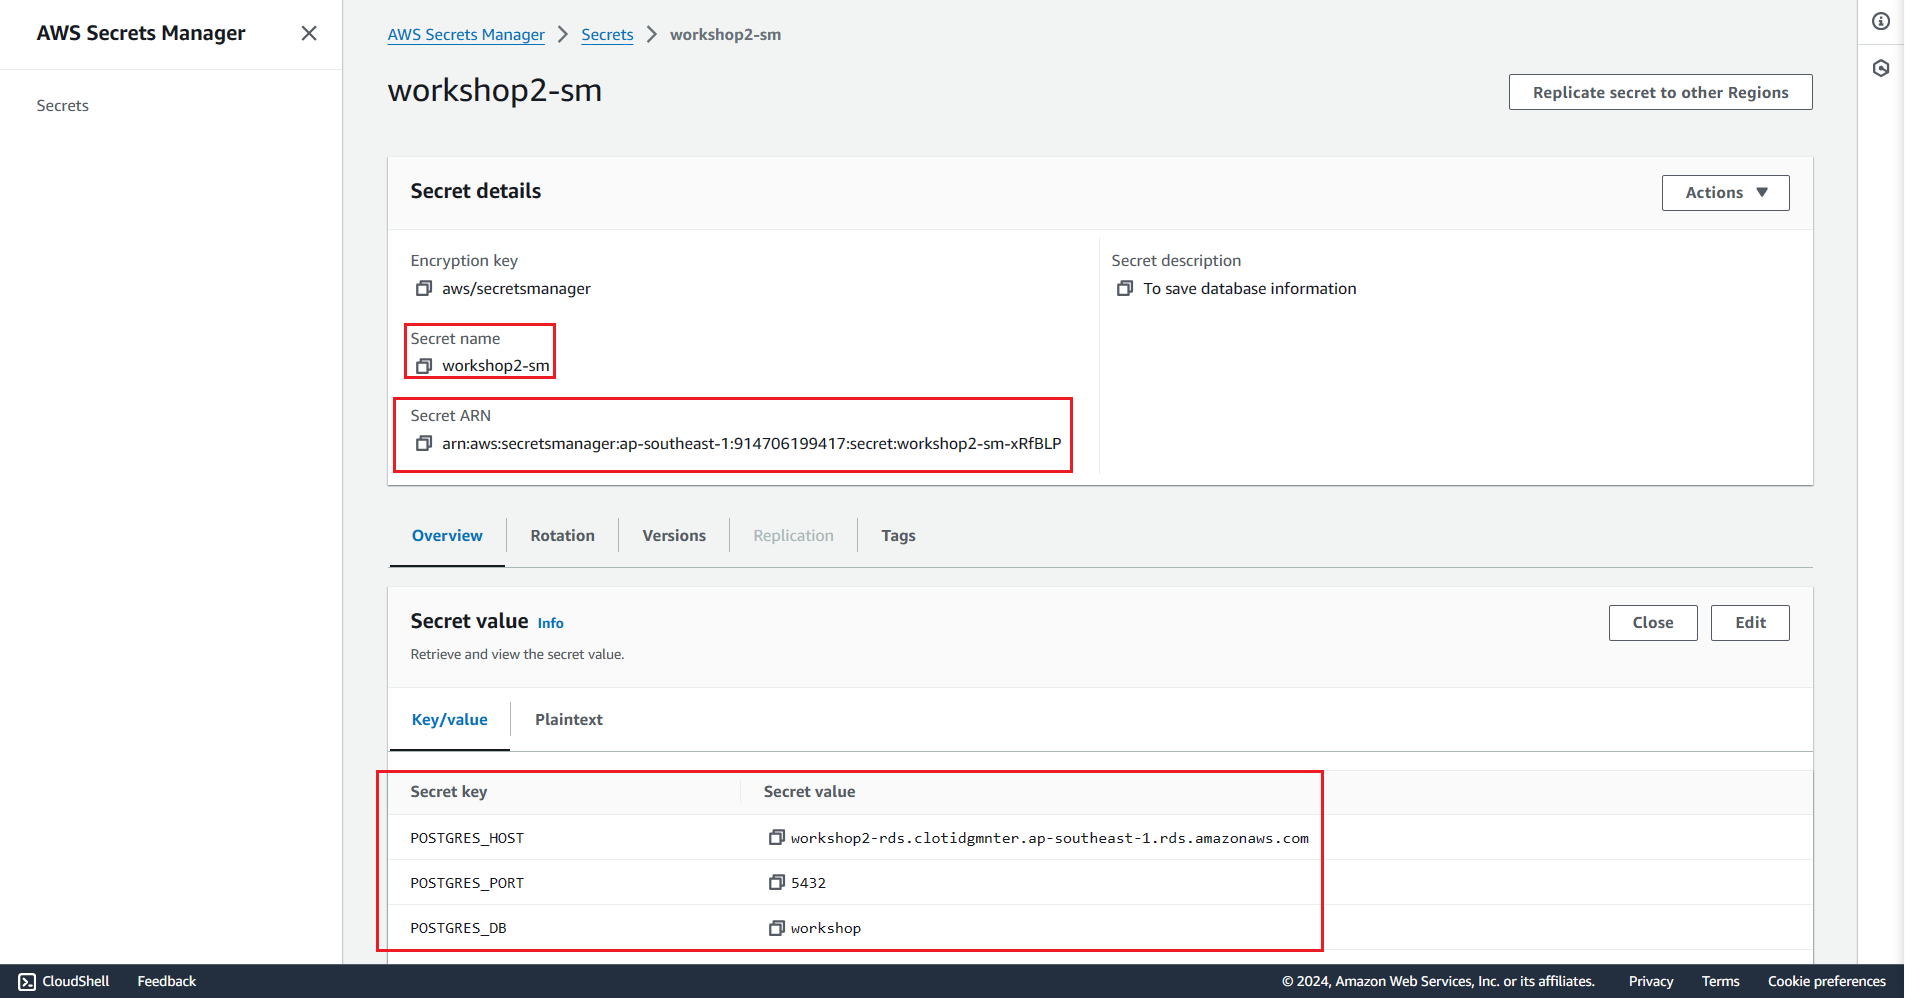 AWS Secrets Manager
Secrets
AWS Secrets Manager > Secrets > workshop2-sm
workshop2-sm
Replicate secret to other Regions
Secret details
Actions
Encryption key
aws/secretsmanager
Secret description
To save database information
Secret name
workshop2-sm
Secret ARN
arn:aws:secretsmanager:ap-southeast-1:914706199417:secret:workshop2-sm-xRfBLP
Overview Rotation Versions Replication Tags
Secret value Info
Close Edit
Retrieve and view the secret value.
Key/value Plaintext
Secret key Secret value
POSTGRES_HOST workshop2-rds.clotidgmnter.ap-southeast-1.rds.amazonaws.com
POSTGRES_PORT 5432
POSTGRES_DB workshop
CloudShell Feedback © 2024, Amazon Web Services, Inc. or its affiliates. Privacy Terms Cookie preferences